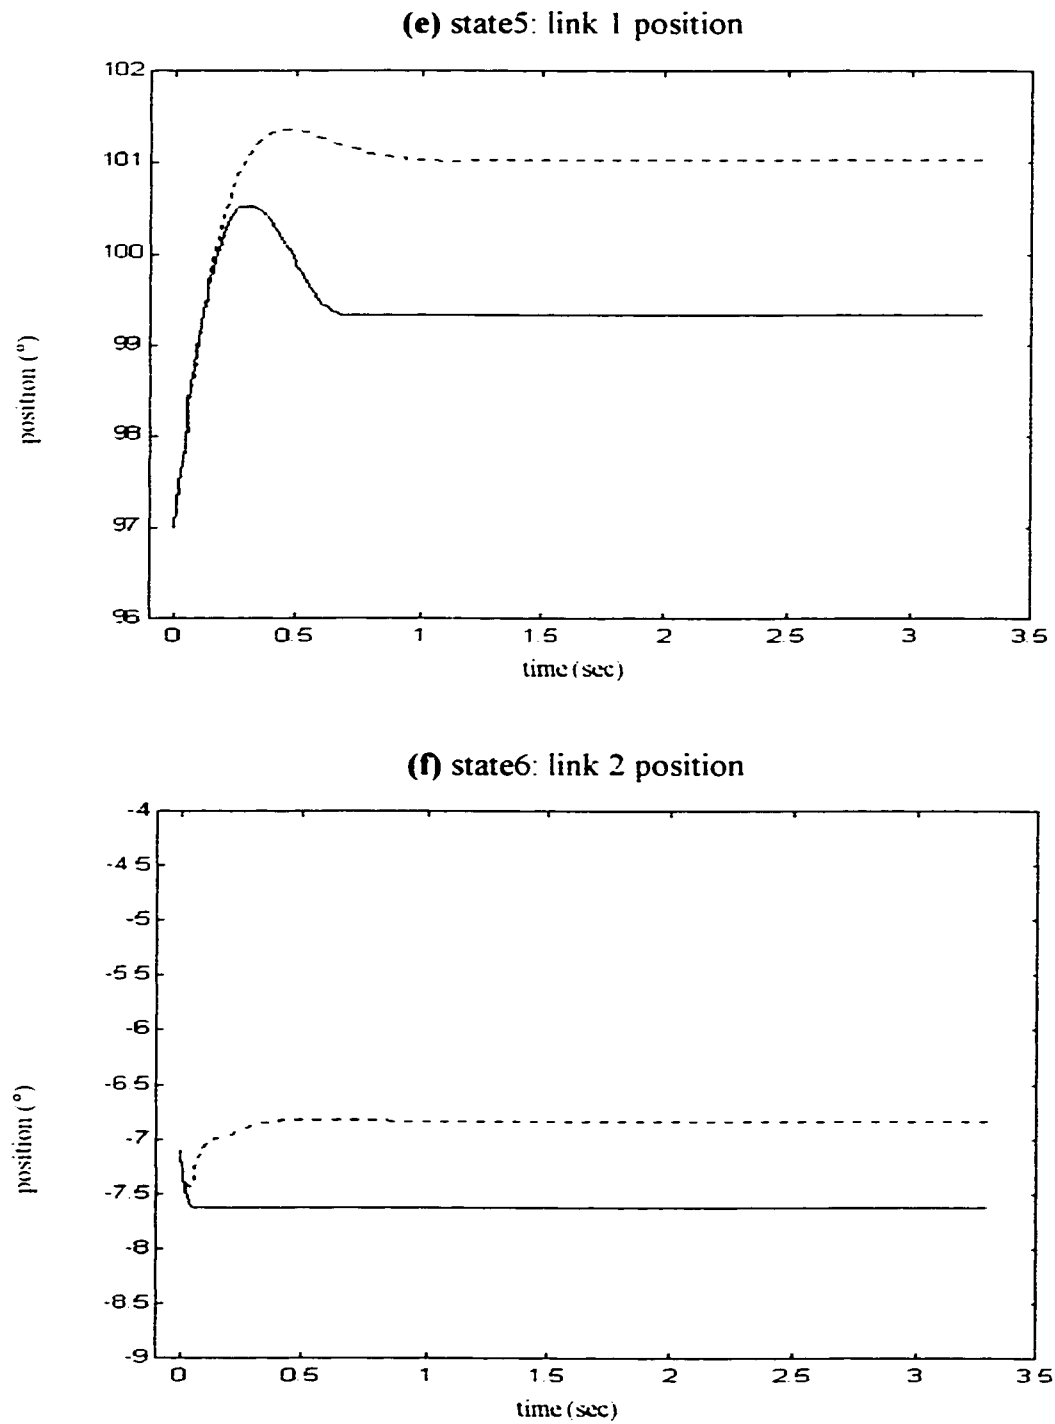 (e) state5: link 1 position
102
101
100
99
98
97
96
position (°)
0 0.5 1 1.5 2 2.5 3 3.5
time (sec)
(f) state6: link 2 position
-4
-4.5
-5
-5.5
-6
-6.5
-7
-7.5
-8
-8.5
-9
position (°)
0 0.5 1 1.5 2 2.5 3 3.5
time (sec)